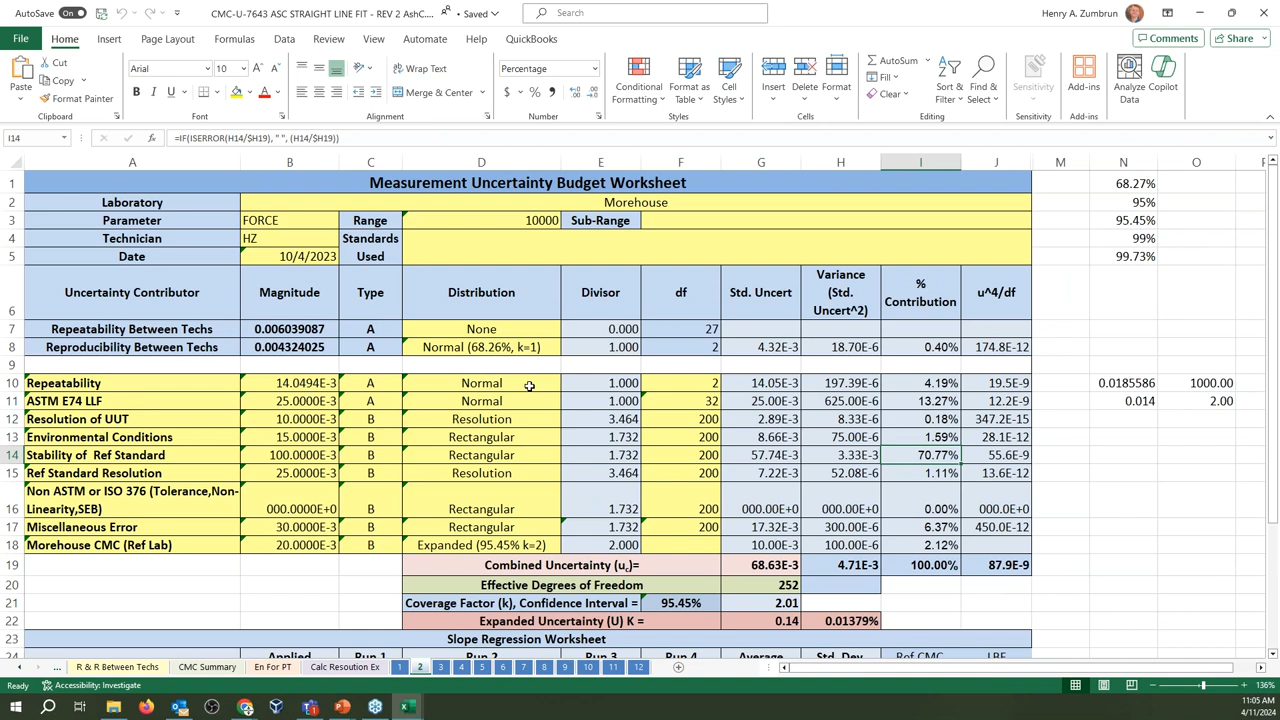 AutoSave On CMC-U-7643 ASC STRAIGHT LINE FIT - REV 2 AshC... • Saved Search Henry A. Zumbrun
File Home Insert Page Layout Formulas Data Review View Automate Help QuickBooks Comments Share
Paste Cut Copy Format Painter Clipboard
Arial 10 B I U Font
Wrap Text Merge & Center Alignment
Percentage $ % Number
Conditional Formatting Format as Table Cell Styles Styles
Insert Delete Format Cells
AutoSum Fill Clear Sort & Filter Find & Select Editing
Sensitivity Sensitivity
Add-ins Add-ins
Analyze Data Copilot
I14 fx =IF(ISERROR(H14/$H19), " ", (H14/$H19))
A B C D E F G H I J M N O
1 Measurement Uncertainty Budget Worksheet 68.27%
2 Laboratory Morehouse 95%
3 Parameter FORCE Range 10000 Sub-Range 95.45%
4 Technician HZ Standards 99%
5 Date 10/4/2023 Used 99.73%
6 Uncertainty Contributor Magnitude Type Distribution Divisor df Std. Uncert Variance (Std. Uncert^2) % Contribution u^4/df
7 Repeatability Between Techs 0.006039087 A None 0.000 27
8 Reproducibility Between Techs 0.004324025 A Normal (68.26%, k=1) 1.000 2 4.32E-3 18.70E-6 0.40% 174.8E-12
9
10 Repeatability 14.0494E-3 A Normal 1.000 2 14.05E-3 197.39E-6 4.19% 19.5E-9 0.0185586 1000.00
11 ASTM E74 LLF 25.0000E-3 A Normal 1.000 32 25.00E-3 625.00E-6 13.27% 12.2E-9 0.014 2.00
12 Resolution of UUT 10.0000E-3 B Resolution 3.464 200 2.89E-3 8.33E-6 0.18% 347.2E-15
13 Environmental Conditions 15.0000E-3 B Rectangular 1.732 200 8.66E-3 75.00E-6 1.59% 28.1E-12
14 Stability of Ref Standard 100.0000E-3 B Rectangular 1.732 200 57.74E-3 3.33E-3 70.77% 55.6E-9
15 Ref Standard Resolution 25.0000E-3 B Resolution 3.464 200 7.22E-3 52.08E-6 1.11% 13.6E-12
Non ASTM or ISO 376 (Tolerance,Non-
16 Linearity,SEB) 000.0000E+0 B Rectangular 1.732 200 000.00E+0 000.00E+0 0.00% 000.0E+0
17 Miscellaneous Error 30.0000E-3 B Rectangular 1.732 200 17.32E-3 300.00E-6 6.37% 450.0E-12
18 Morehouse CMC (Ref Lab) 20.0000E-3 B Expanded (95.45% k=2) 2.000 10.00E-3 100.00E-6 2.12%
19 Combined Uncertainty (uc)= 68.63E-3 4.71E-3 100.00% 87.9E-9
20 Effective Degrees of Freedom 252
21 Coverage Factor (k), Confidence Interval = 95.45% 2.01
22 Expanded Uncertainty (U) K = 0.14 0.01379%
23 Slope Regression Worksheet
24 Applied Run 1 Run 2 Run 3 Run 4 Average Std. Dev Ref CMC LBF
... R & R Between Techs CMC Summary En For PT Calc Resoution Ex 1 2 3 4 5 6 7 8 9 10 11 12
Ready Accessibility: Investigate 136%
11:05 AM
4/11/2024